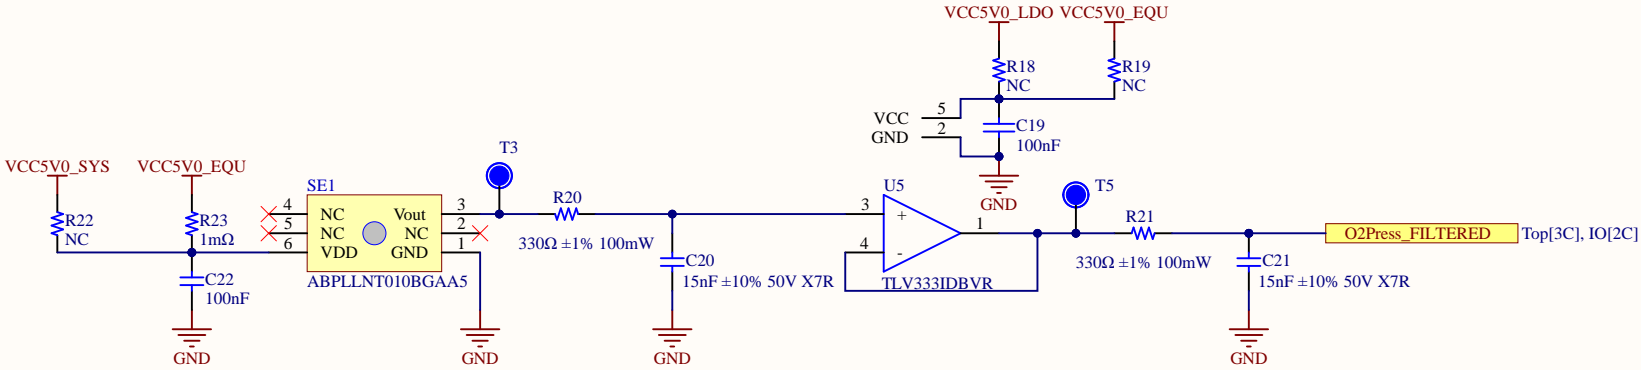 VCC5V0_LDO VCC5V0_EQU
R18
NC
R19
NC
VCC 5
GND 2
C19
100nF
GND
VCC5V0_SYS VCC5V0_EQU
R22
NC
R23
1mΩ
C22
100nF
GND
SE1
4 NC Vout 3
5 NC NC 2
6 VDD GND 1
ABPLLNT010BGAA5
GND
T3
R20
330Ω ±1% 100mW
C20
15nF ±10% 50V X7R
GND
U5
3 +
4 -
1
TLV333IDBVR
T5
R21
330Ω ±1% 100mW
C21
15nF ±10% 50V X7R
GND
O2Press_FILTERED Top[3C], IO[2C]